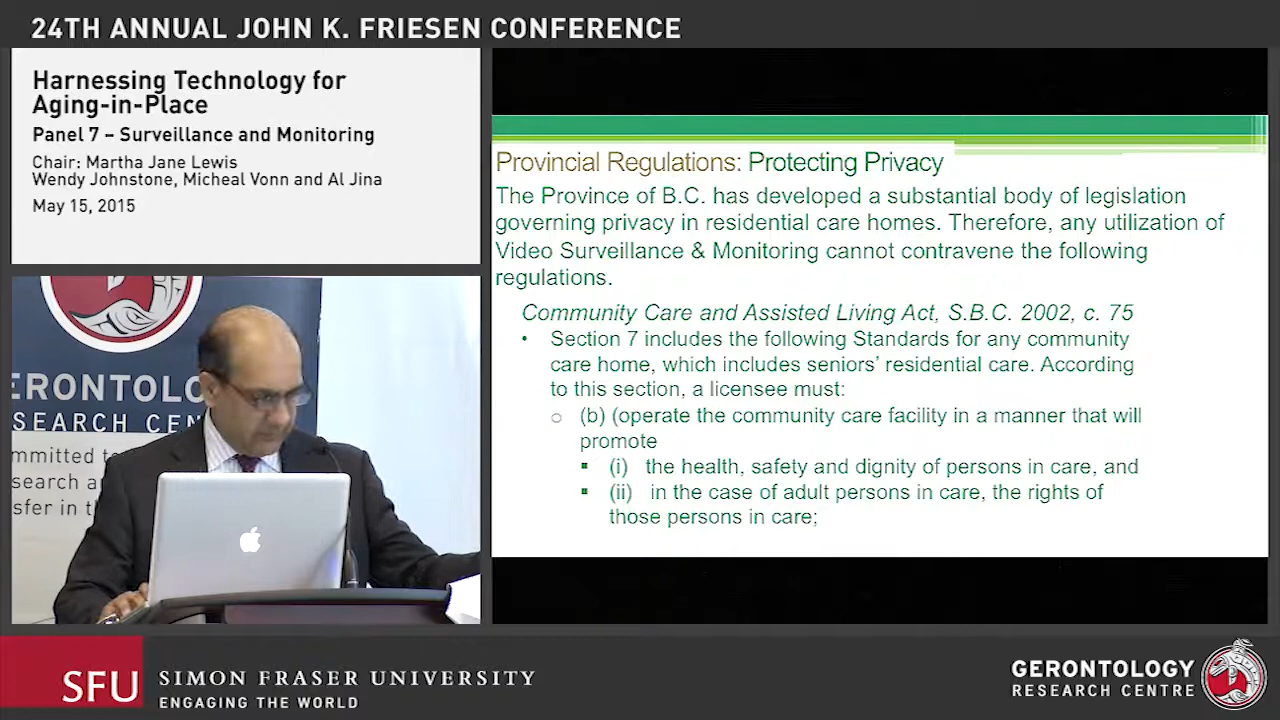 24TH ANNUAL JOHN K. FRIESEN CONFERENCE
Harnessing Technology for
Aging-in-Place
Panel 7 – Surveillance and Monitoring
Chair: Martha Jane Lewis
Wendy Johnstone, Micheal Vonn and Al Jina
May 15, 2015
Provincial Regulations: Protecting Privacy
The Province of B.C. has developed a substantial body of legislation
governing privacy in residential care homes. Therefore, any utilization of
Video Surveillance & Monitoring cannot contravene the following
regulations.
Community Care and Assisted Living Act, S.B.C. 2002, c. 75
• Section 7 includes the following Standards for any community
care home, which includes seniors’ residential care. According
to this section, a licensee must:
○ (b) (operate the community care facility in a manner that will
promote
▪ (i) the health, safety and dignity of persons in care, and
▪ (ii) in the case of adult persons in care, the rights of
those persons in care;
ERONTOLO
SEARCH CEN
mmitted to
search a
sfer in th
SFU
SIMON FRASER UNIVERSITY
ENGAGING THE WORLD
GERONTOLOGY
RESEARCH CENTRE